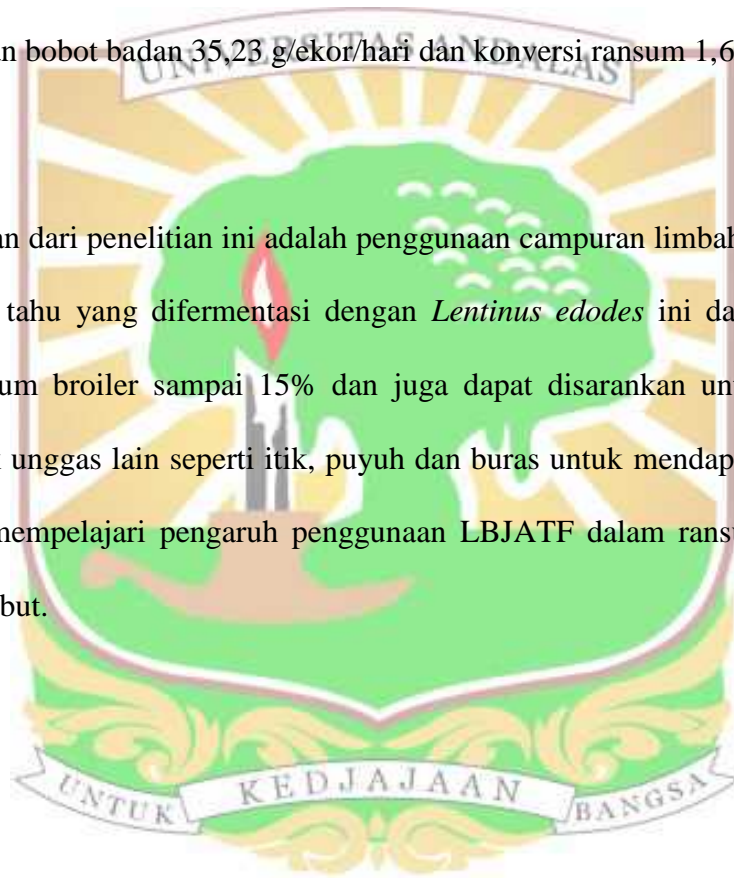 n bobot badan 35,23 g/ekor/hari dan konversi ransum 1,6
UNIVERSITAS ANDALAS
an dari penelitian ini adalah penggunaan campuran limbah
tahu yang difermentasi dengan Lentinus edodes ini da
um broiler sampai 15% dan juga dapat disarankan un
unggas lain seperti itik, puyuh dan buras untuk mendap
mempelajari pengaruh penggunaan LBJATF dalam ransu
but.
UNTUK KEDJAJAAN BANGSA